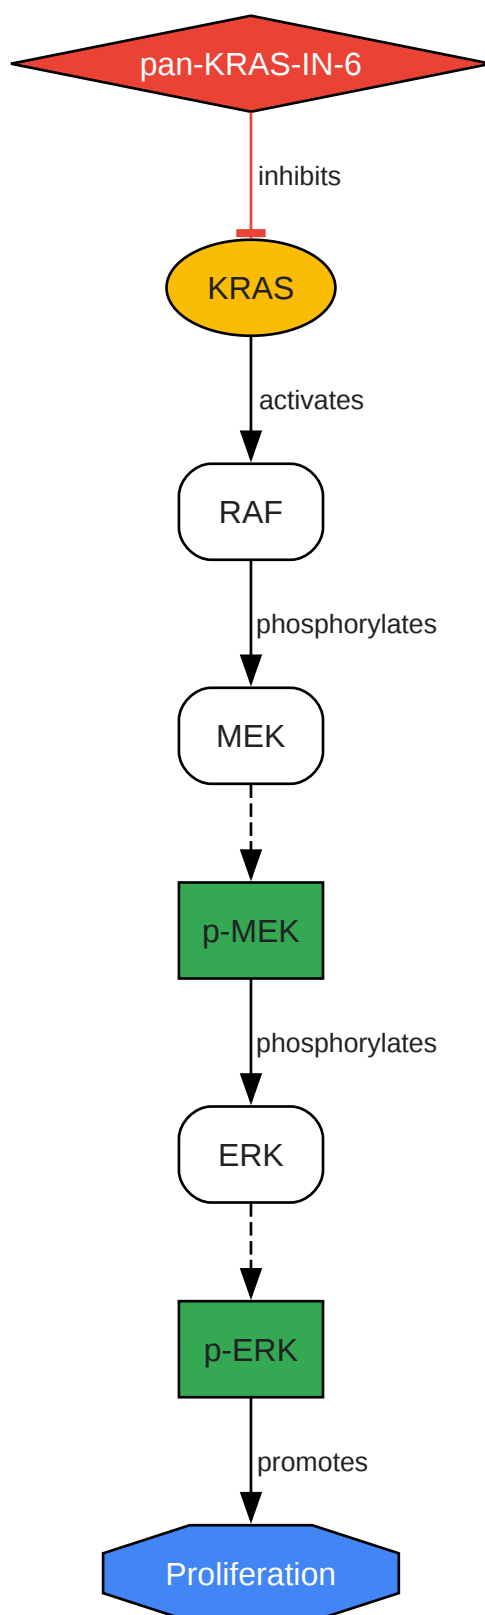 pan-KRAS-IN-6
inhibits
KRAS
activates
RAF
phosphorylates
MEK
p-MEK
phosphorylates
ERK
p-ERK
promotes
Proliferation